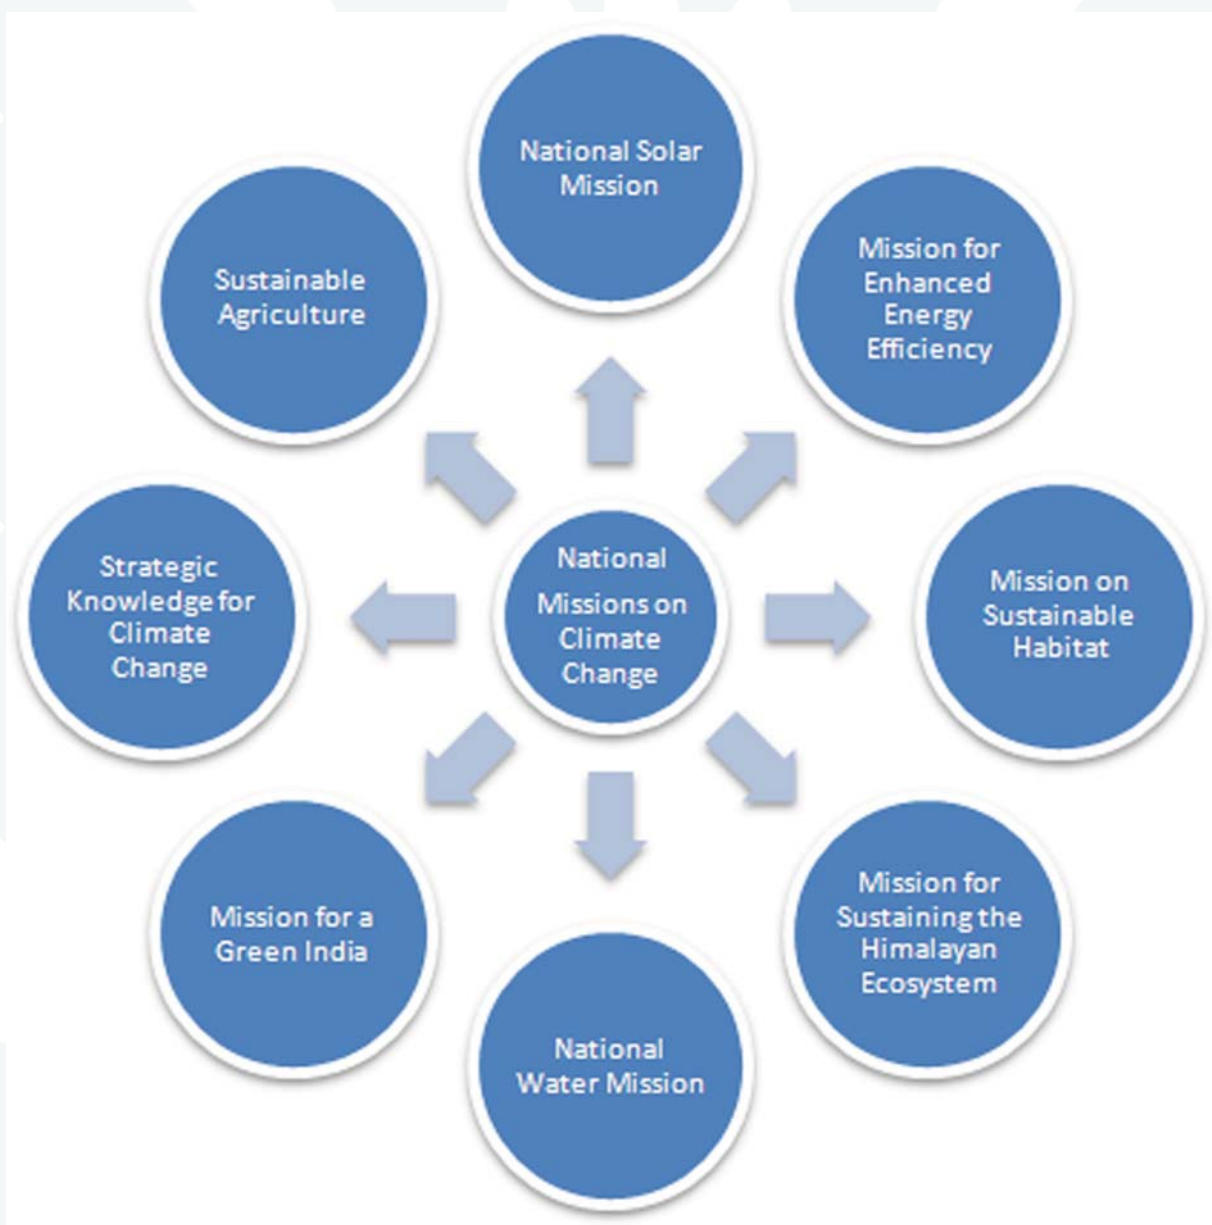 National Solar
Mission
Mission for
Enhanced
Energy
Efficiency
Sustainable
Agriculture
National
Missions on
Climate
Change
Strategic
Knowledge for
Climate
Change
Mission on
Sustainable
Habitat
Mission for a
Green India
Mission for
Sustaining the
Himalayan
Ecosystem
National
Water Mission